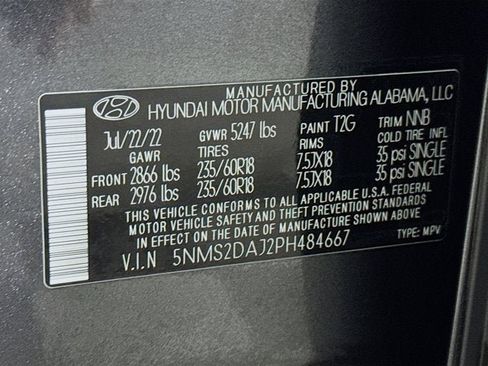 MANUFACTURED BY
HYUNDAI MOTOR MANUFACTURING ALABAMA, LLC
Jul/22/22 GVWR 5247 lbs PAINT T2G TRIM NNB
GAWR TIRES RIMS COLD TIRE INFL
FRONT 2866 lbs 235/60R18 7.5JX18 35 psi SINGLE
REAR 2976 lbs 235/60R18 7.5JX18 35 psi SINGLE
THIS VEHICLE CONFORMS TO ALL APPLICABLE U.S.A. FEDERAL
MOTOR VEHICLE SAFETY AND THEFT PREVENTION STANDARDS
IN EFFECT ON THE DATE OF MANUFACTURE SHOWN ABOVE.
V.I.N 5NMS2DAJ2PH484667 TYPE: MPV